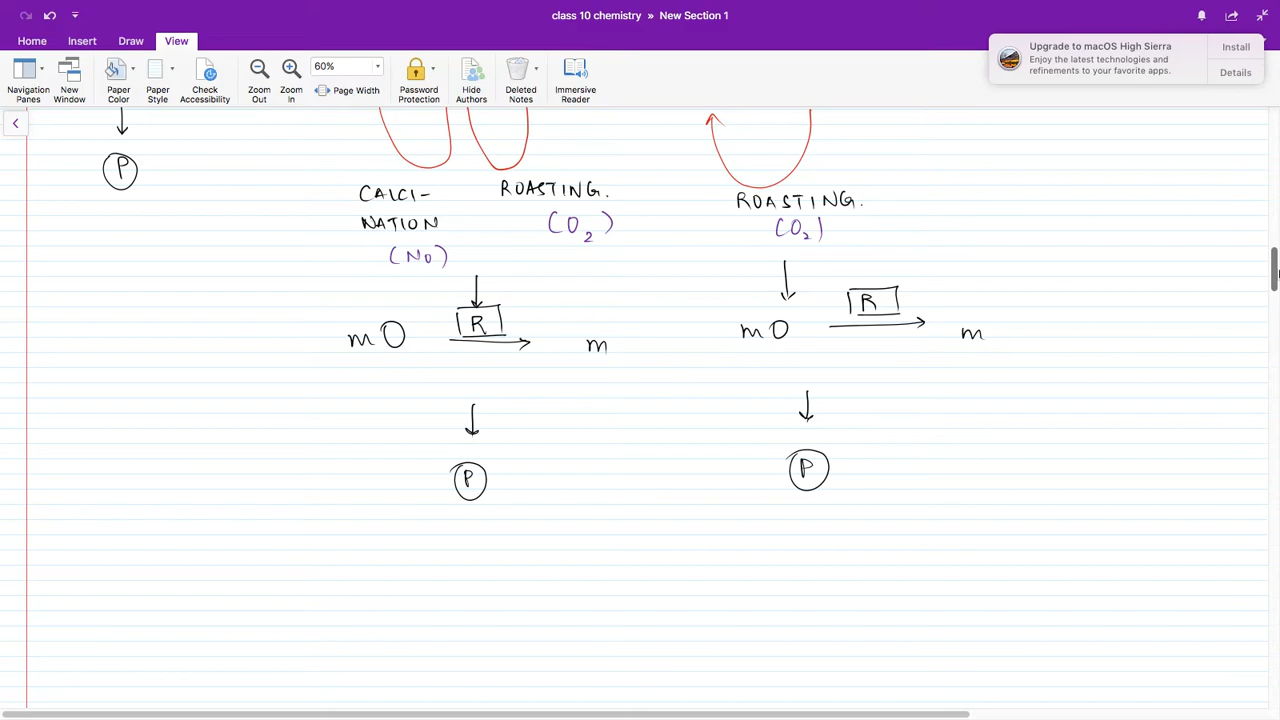 class 10 chemistry » New Section 1
Home Insert Draw View
Upgrade to macOS High Sierra
Enjoy the latest technologies and
refinements to your favorite apps.
Install
Details
Navigation
Panes
New
Window
Paper
Color
Paper
Style
Check
Accessibility
Zoom
Out
Zoom
In
60%
Page Width
Password
Protection
Hide
Authors
Deleted
Notes
Immersive
Reader
P
CALCI-
NATION
(NO)
ROASTING.
(O2)
ROASTING.
(O2)
mO R m
mO R m
P
P